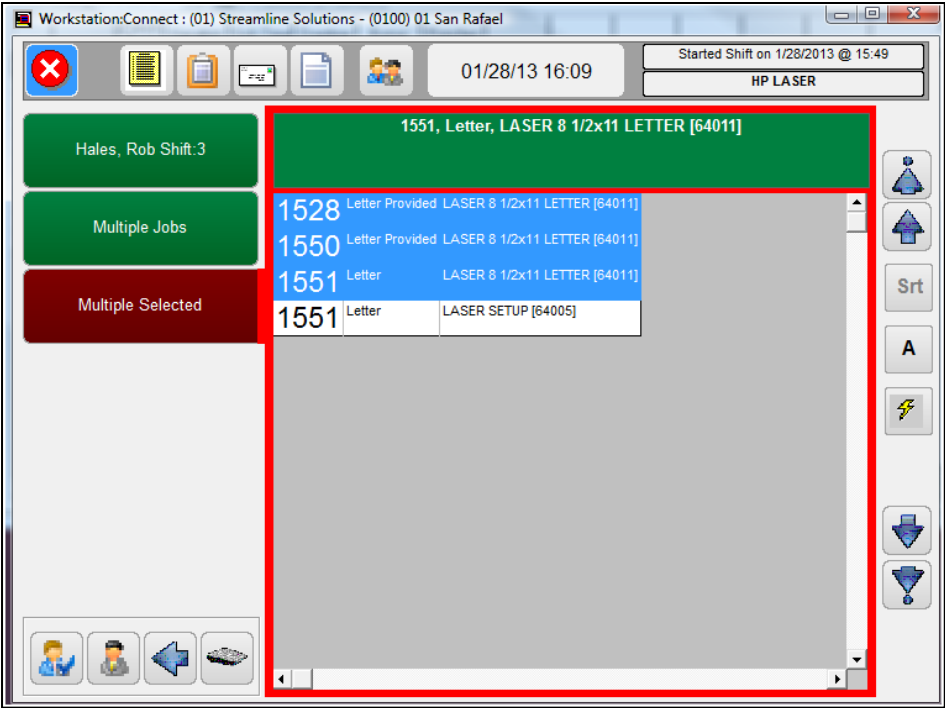 Workstation:Connect : (01) Streamline Solutions - (0100) 01 San Rafael
01/28/13 16:09
Started Shift on 1/28/2013 @ 15:49
HP LASER
Hales, Rob Shift:3
Multiple Jobs
Multiple Selected
1551, Letter, LASER 8 1/2x11 LETTER [64011]
1528 Letter Provided LASER 8 1/2x11 LETTER [64011]
1550 Letter Provided LASER 8 1/2x11 LETTER [64011]
1551 Letter LASER 8 1/2x11 LETTER [64011]
1551 Letter LASER SETUP [64005]
Srt
A